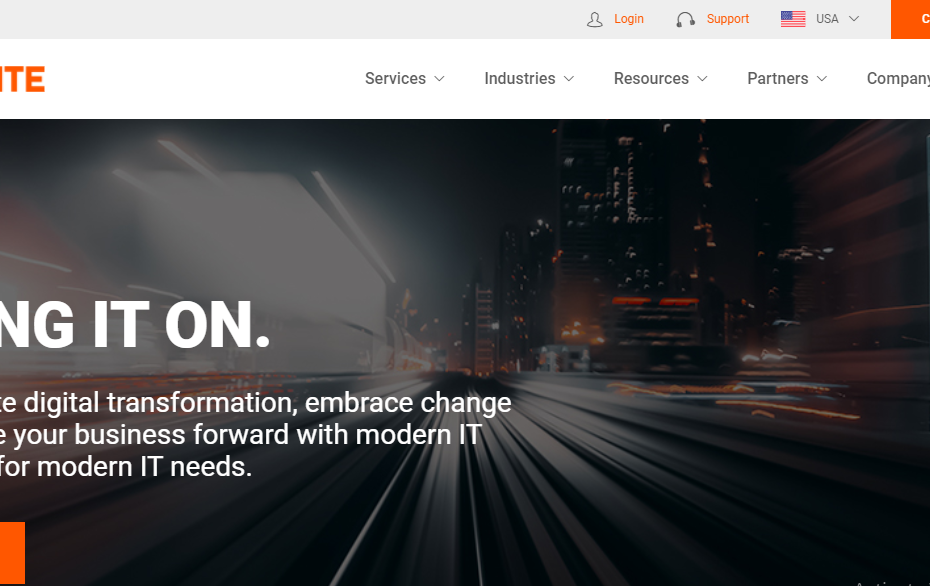 Login Support USA C
ITE
Services Industries Resources Partners Company
NG IT ON.
te digital transformation, embrace change
e your business forward with modern IT
for modern IT needs.